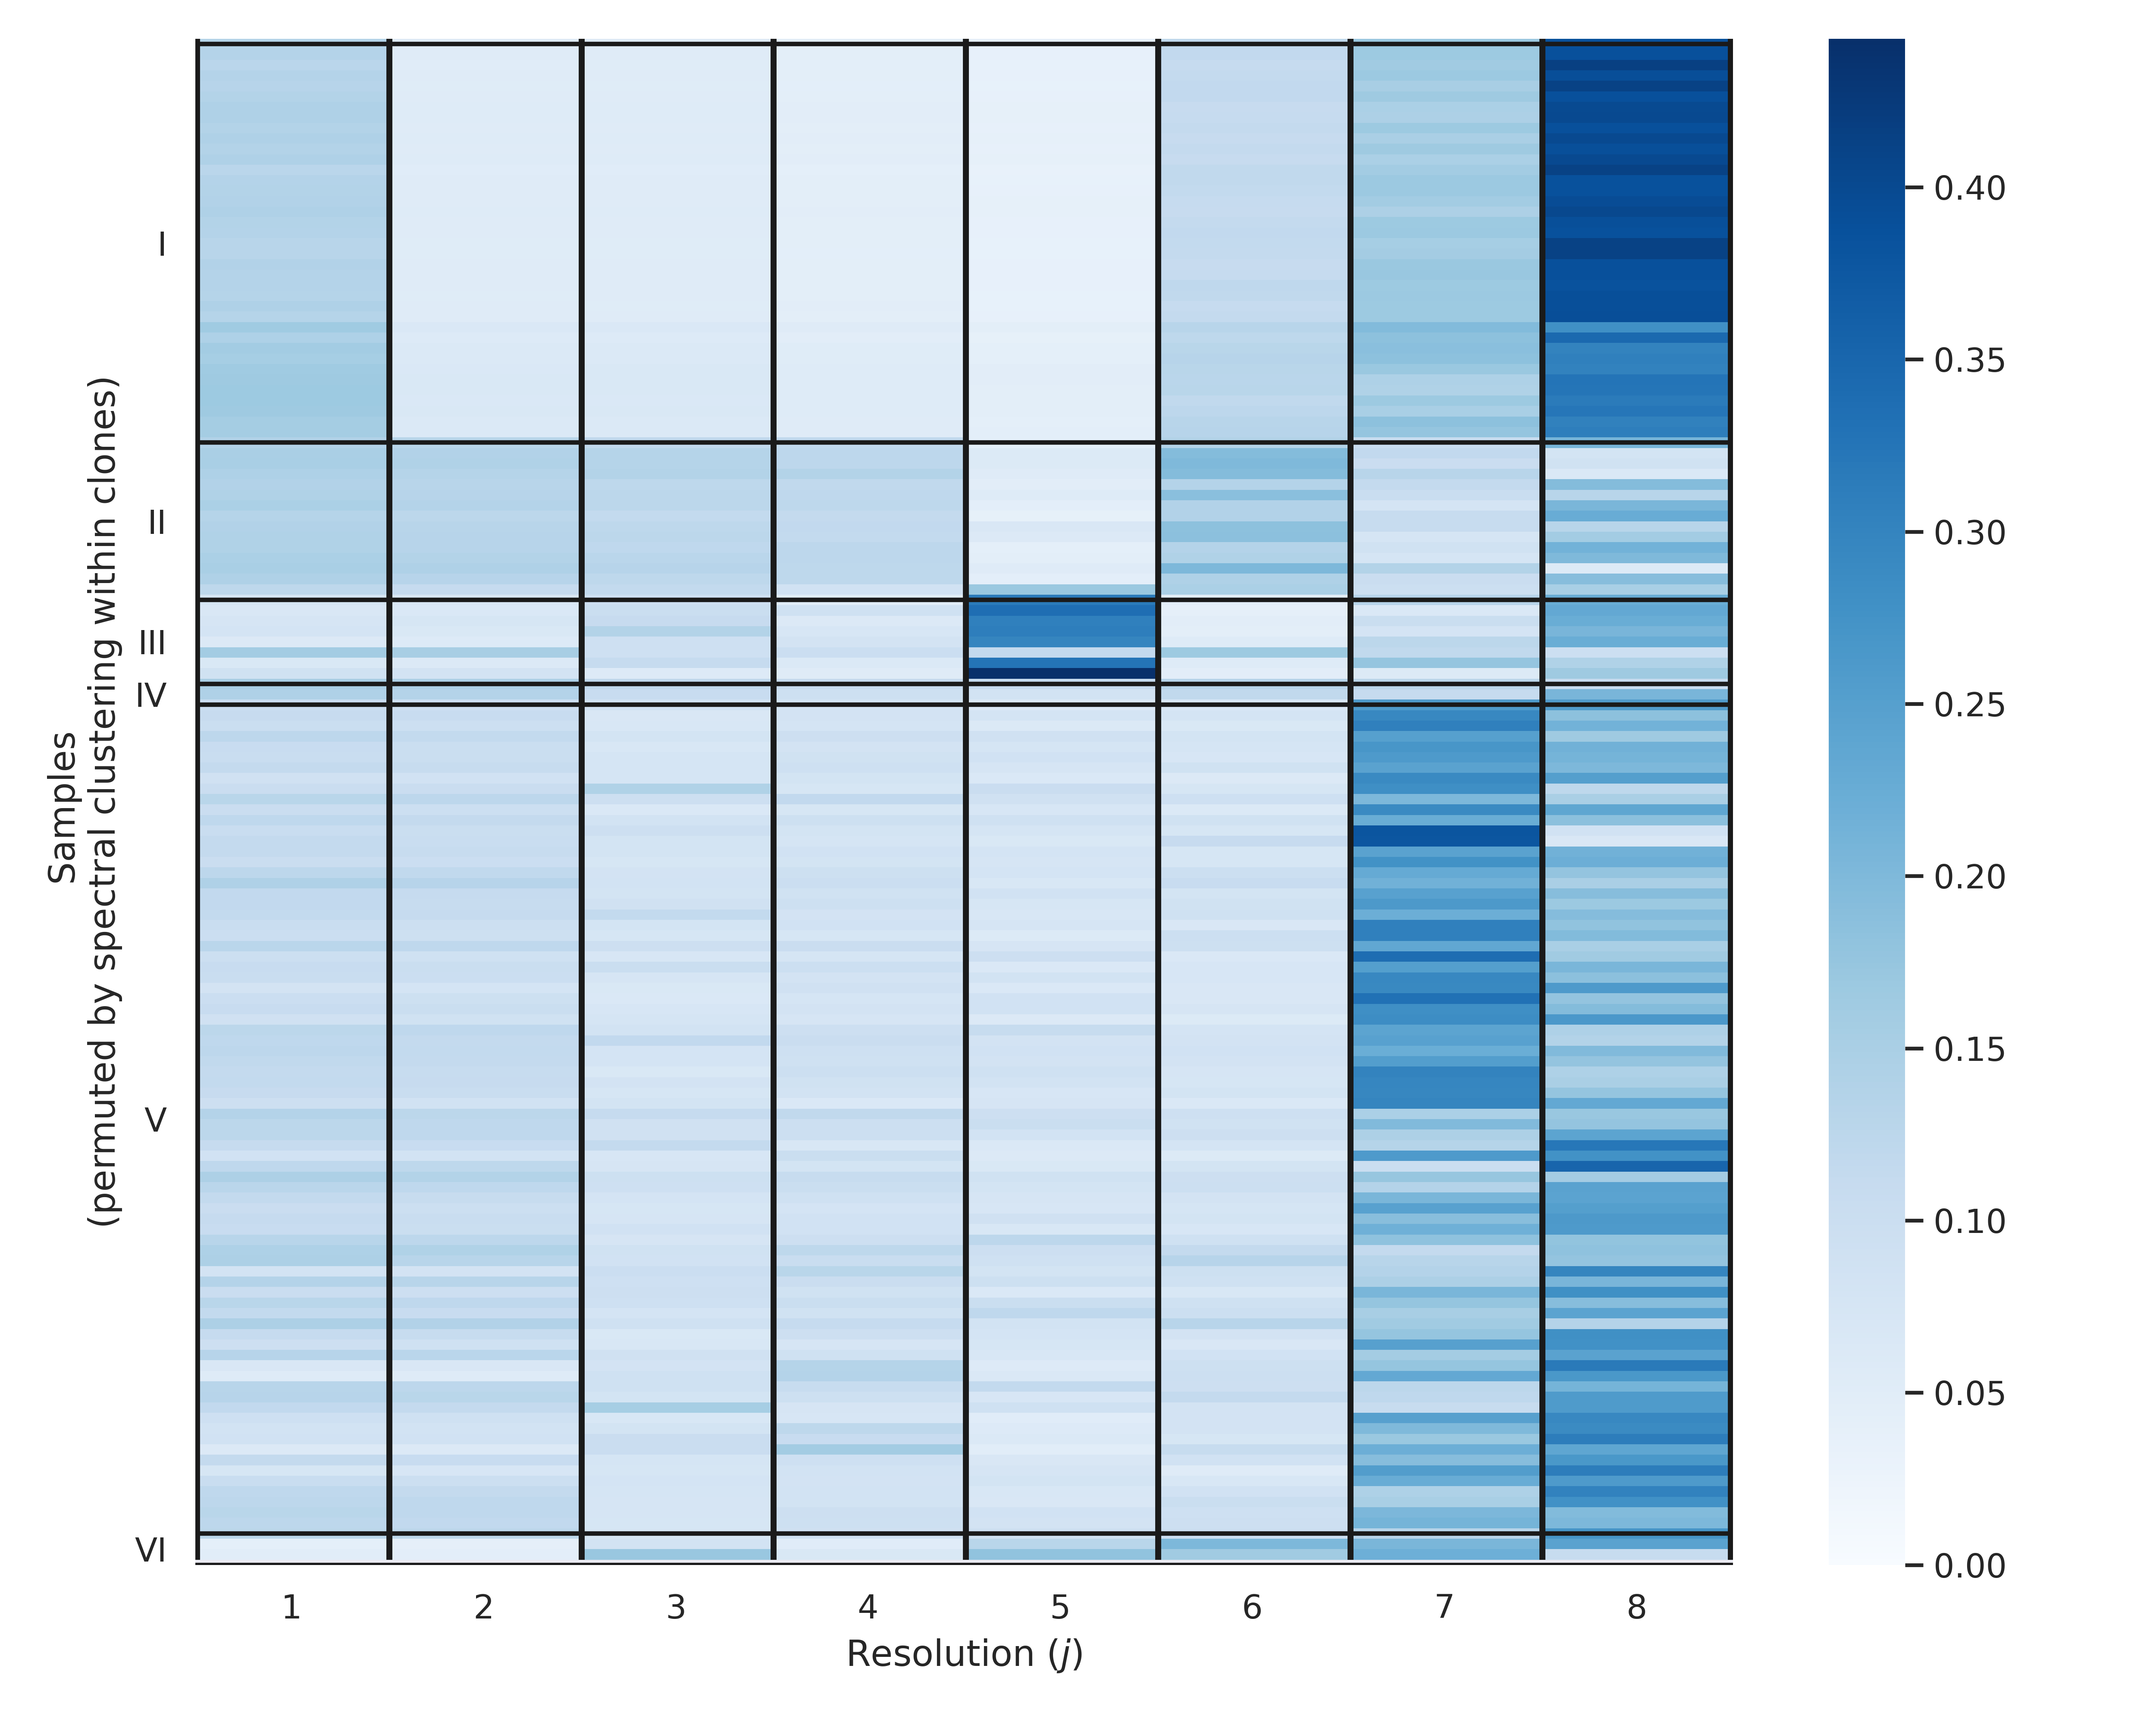 Samples
(permuted by spectral clustering within clones)
I
II
III
IV
V
VI
1 2 3 4 5 6 7 8
Resolution (j)
0.40
0.35
0.30
0.25
0.20
0.15
0.10
0.05
0.00